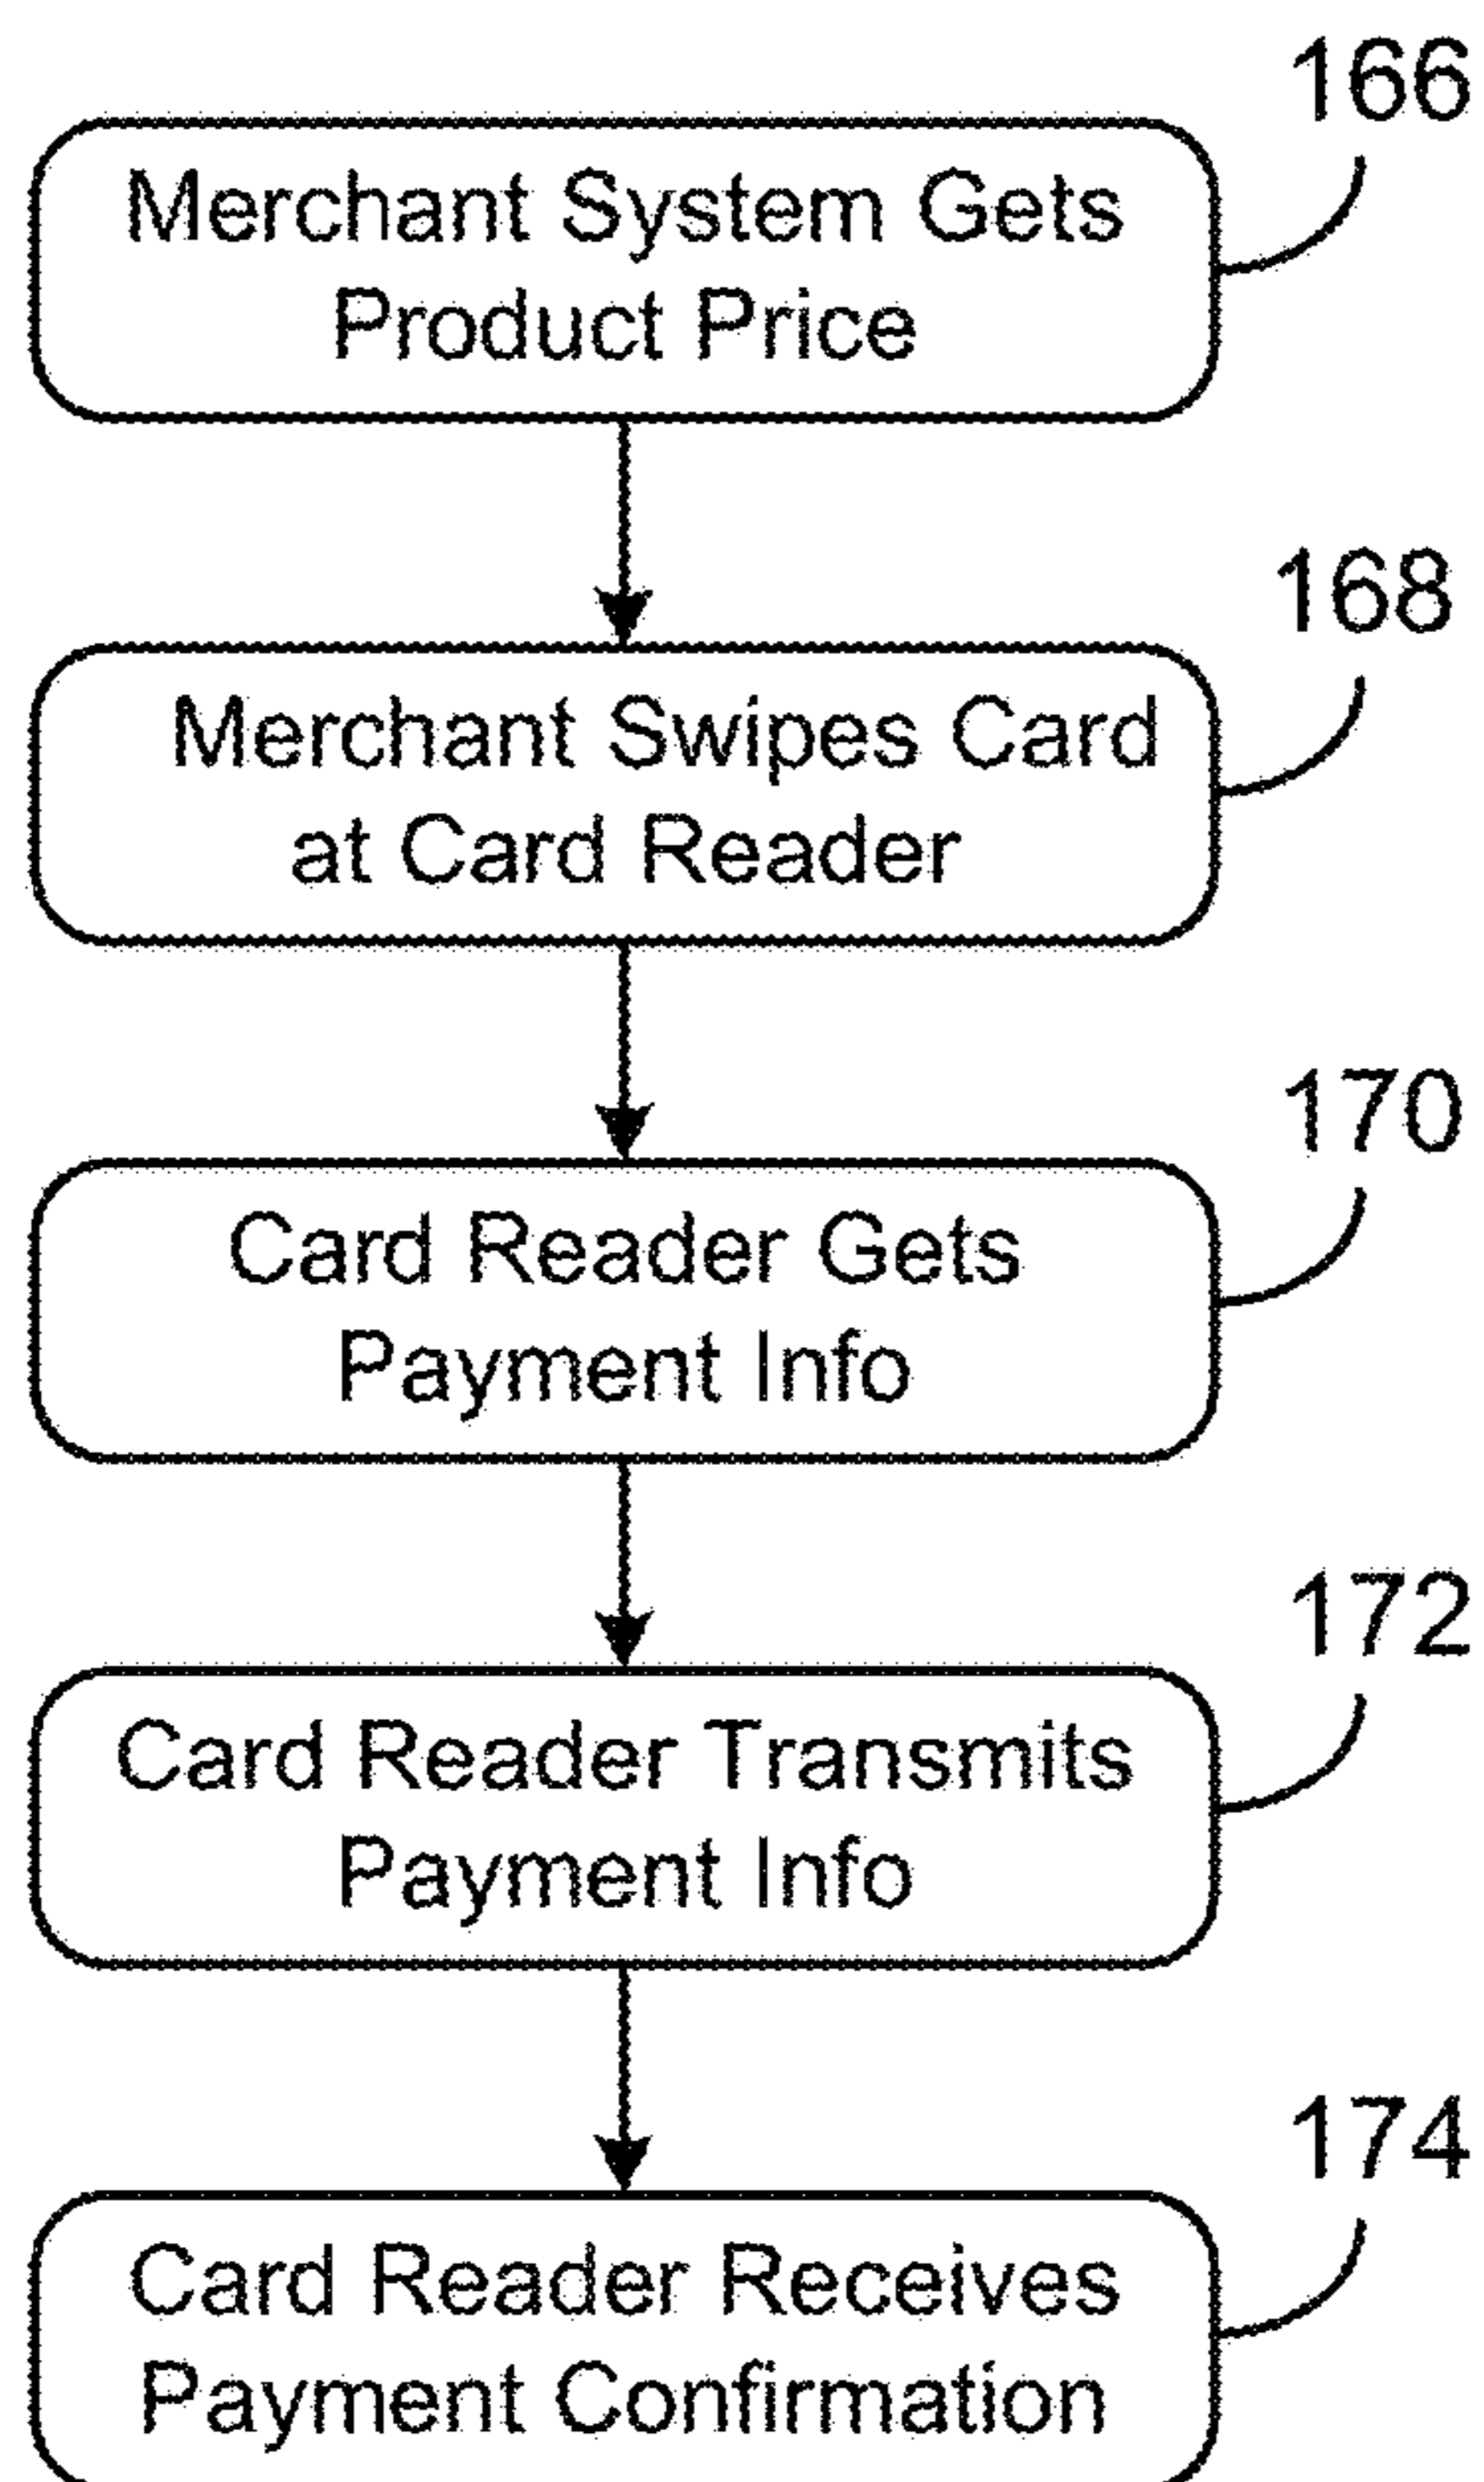 166
Merchant System Gets
Product Price
168
Merchant Swipes Card
at Card Reader
170
Card Reader Gets
Payment Info
172
Card Reader Transmits
Payment Info
174
Card Reader Receives
Payment Confirmation